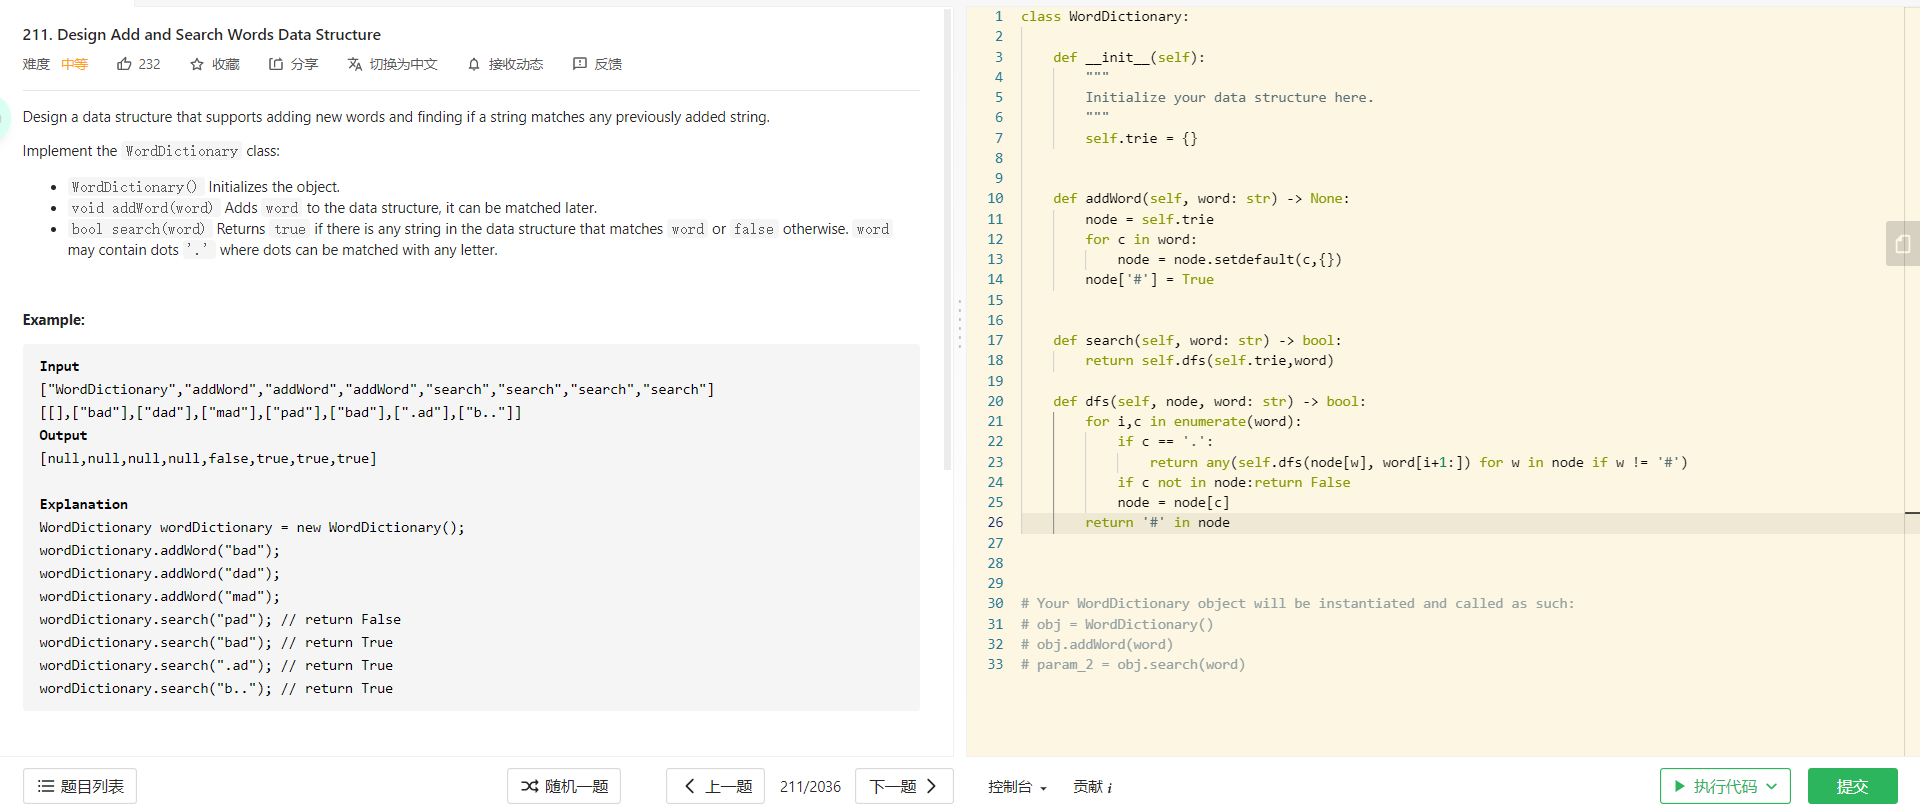 211. Design Add and Search Words Data Structure
难度 中等 232 收藏 分享 切换为中文 接收动态 反馈
Design a data structure that supports adding new words and finding if a string matches any previously added string.
Implement the WordDictionary class:
• WordDictionary() Initializes the object.
• void addWord(word) Adds word to the data structure, it can be matched later.
• bool search(word) Returns true if there is any string in the data structure that matches word or false otherwise. word
may contain dots '.' where dots can be matched with any letter.
Example:
Input
["WordDictionary","addWord","addWord","addWord","search","search","search","search"]
[[],["bad"],["dad"],["mad"],["pad"],["bad"],[".ad"],["b.."]]
Output
[null,null,null,null,false,true,true,true]
Explanation
WordDictionary wordDictionary = new WordDictionary();
wordDictionary.addWord("bad");
wordDictionary.addWord("dad");
wordDictionary.addWord("mad");
wordDictionary.search("pad"); // return False
wordDictionary.search("bad"); // return True
wordDictionary.search(".ad"); // return True
wordDictionary.search("b.."); // return True
题目列表 随机一题 上一题 211/2036 下一题
1 class WordDictionary:
2
3     def __init__(self):
4         """
5         Initialize your data structure here.
6         """
7         self.trie = {}
8
9
10     def addWord(self, word: str) -> None:
11         node = self.trie
12         for c in word:
13             node = node.setdefault(c,{})
14         node['#'] = True
15
16
17     def search(self, word: str) -> bool:
18         return self.dfs(self.trie,word)
19
20     def dfs(self, node, word: str) -> bool:
21         for i,c in enumerate(word):
22             if c == '.':
23                 return any(self.dfs(node[w], word[i+1:]) for w in node if w != '#')
24             if c not in node:return False
25             node = node[c]
26         return '#' in node
27
28
29
30 # Your WordDictionary object will be instantiated and called as such:
31 # obj = WordDictionary()
32 # obj.addWord(word)
33 # param_2 = obj.search(word)
控制台 贡献 i 执行代码 提交